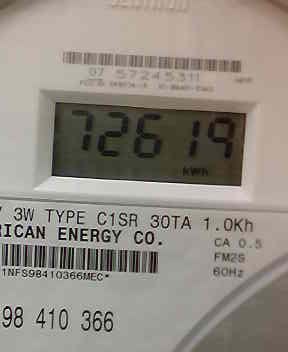 07 57245311
72619
kWh
3W TYPE C1SR 30TA 1.0Kh
RICAN ENERGY CO.
CA 0.5
FM2S
60Hz
1NFS98410366MEC*
98 410 366